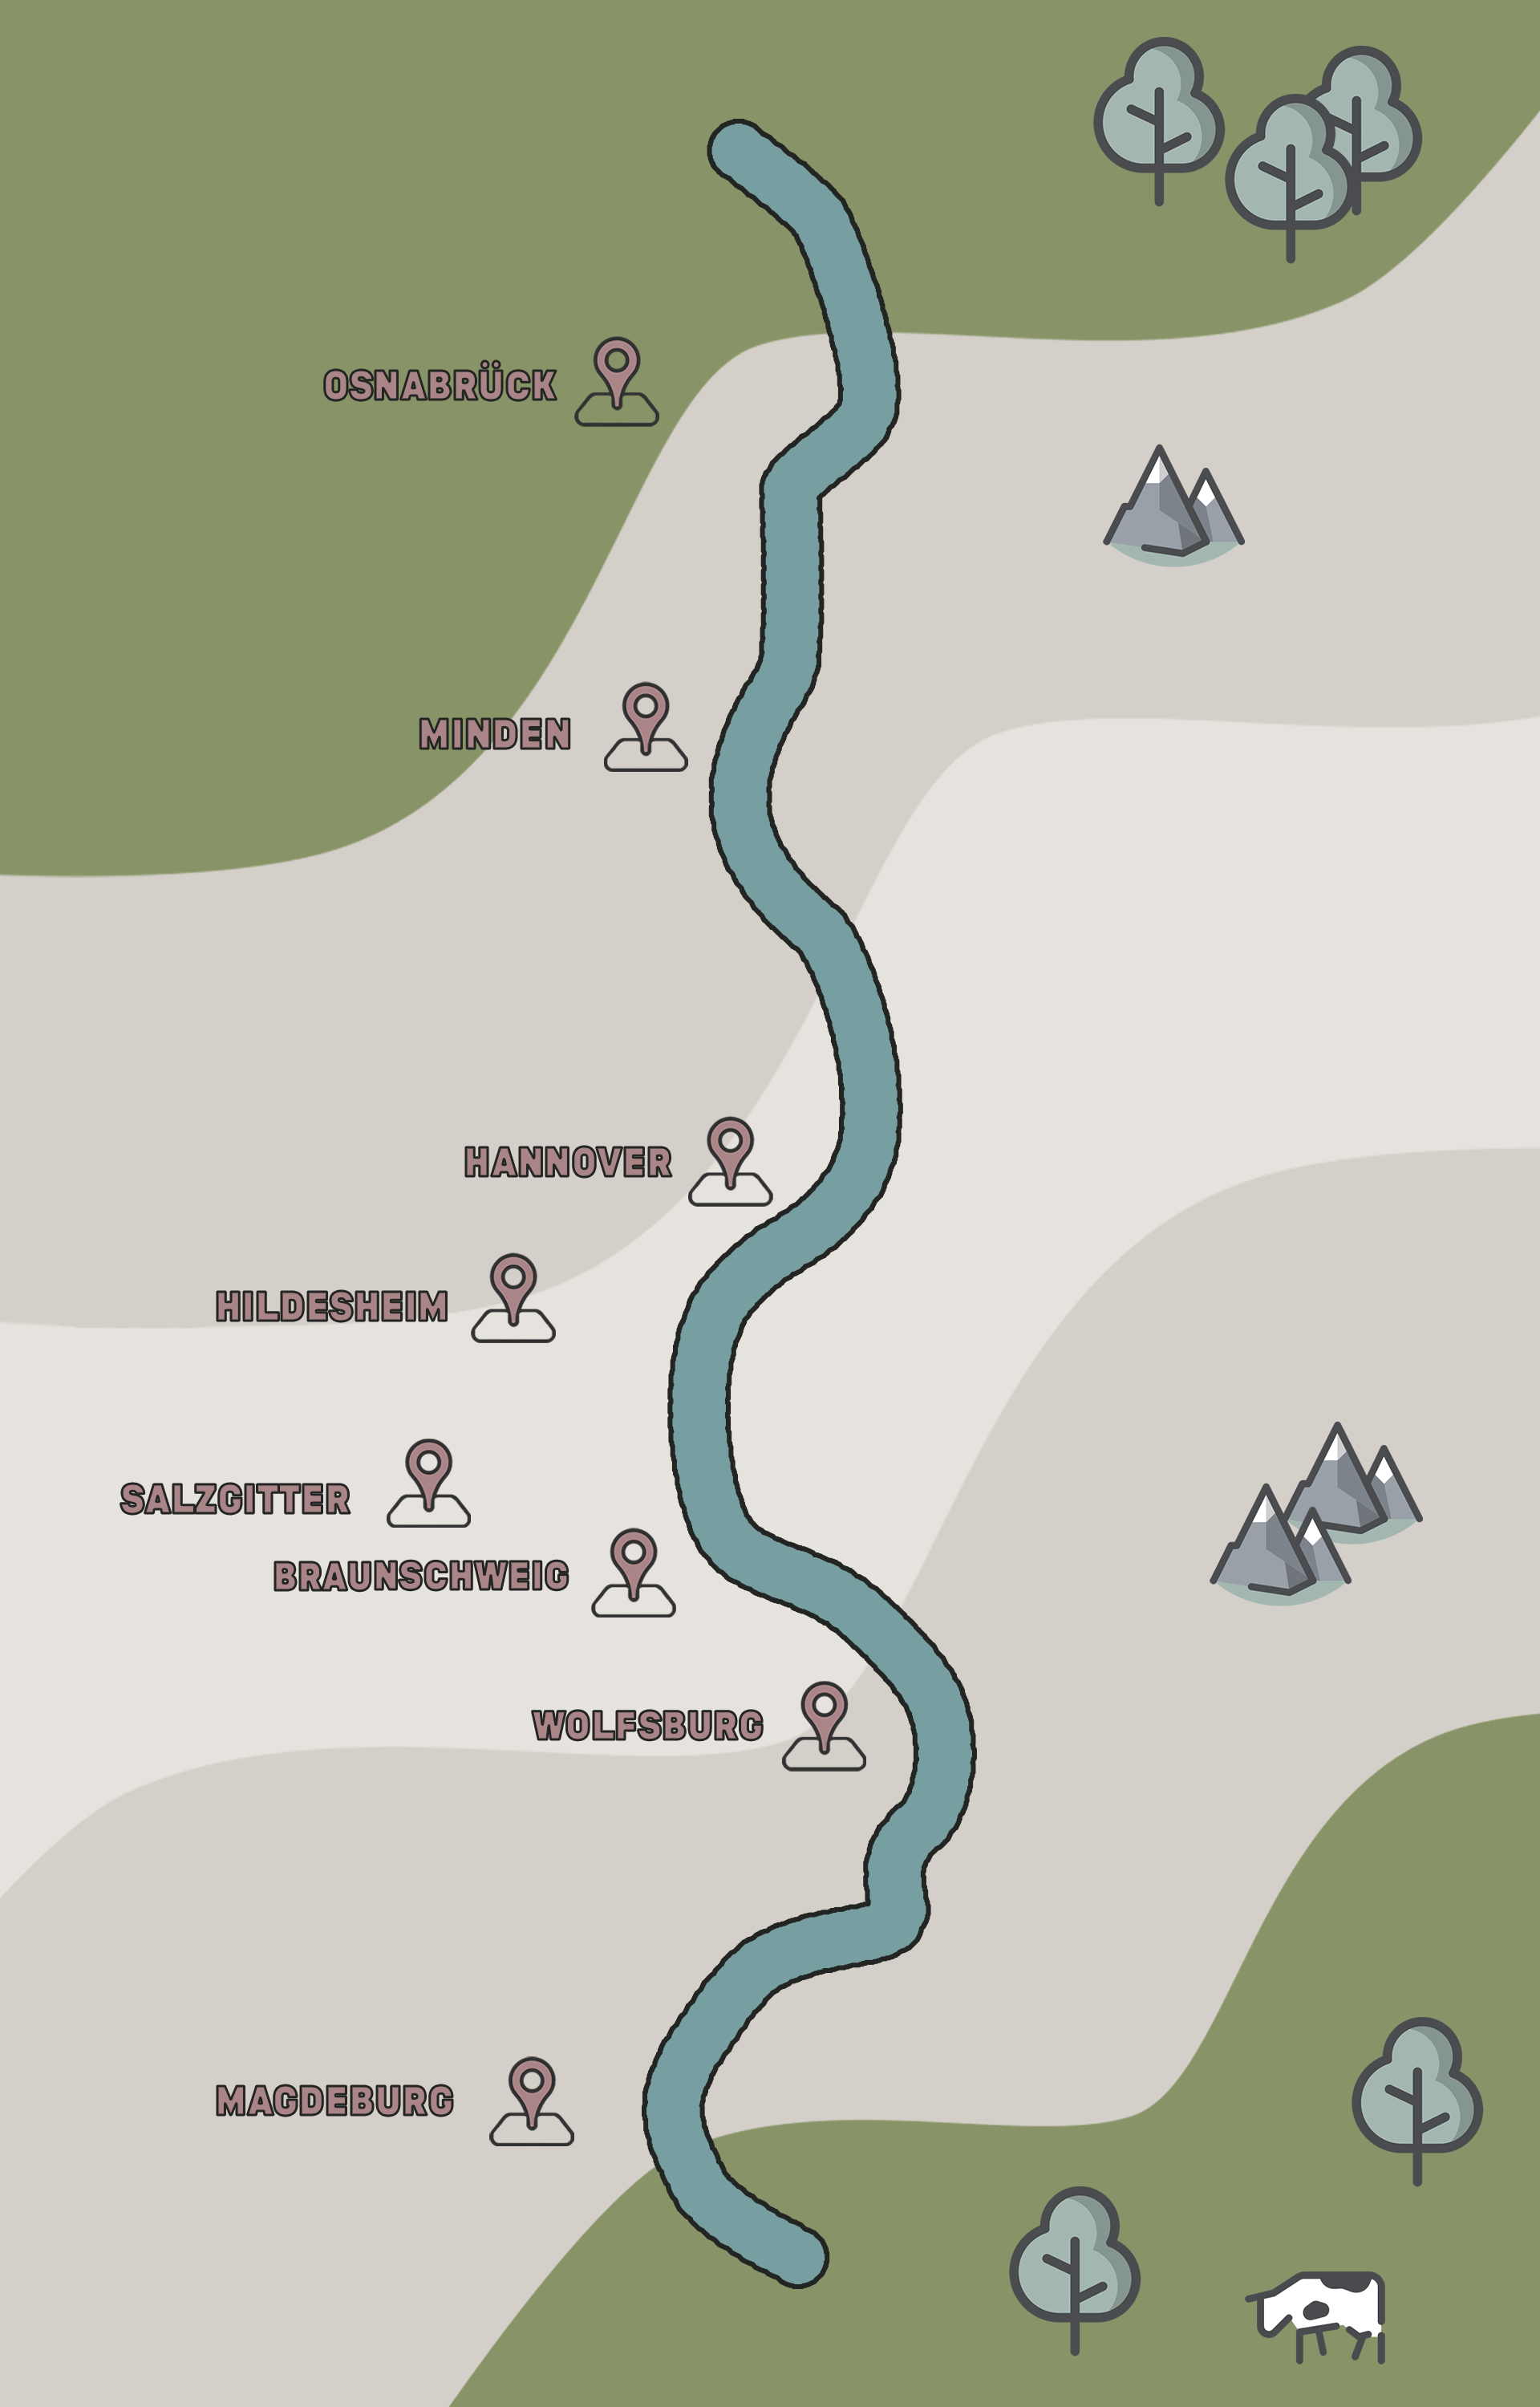 OSNABRÜCK
MINDEN
HANNOVER
HILDESHEIM
SALZGITTER
BRAUNSCHWEIG
WOLFSBURG
MAGDEBURG